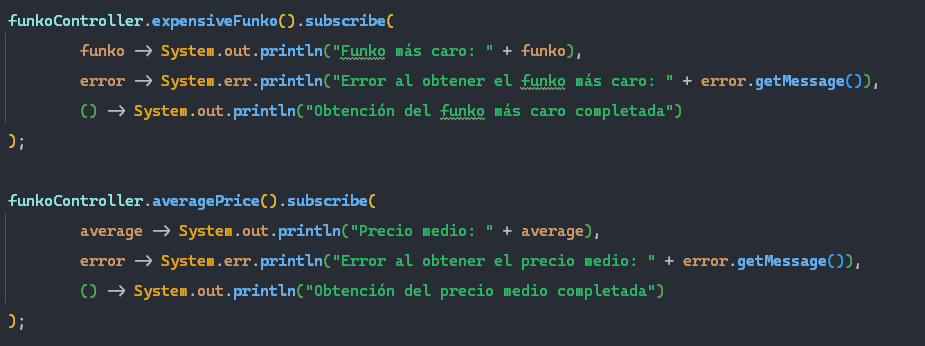 funkoController.expensiveFunko().subscribe(
        funko -> System.out.println("Funko más caro: " + funko),
        error -> System.err.println("Error al obtener el funko más caro: " + error.getMessage()),
        () -> System.out.println("Obtención del funko más caro completada")
);

funkoController.averagePrice().subscribe(
        average -> System.out.println("Precio medio: " + average),
        error -> System.err.println("Error al obtener el precio medio: " + error.getMessage()),
        () -> System.out.println("Obtención del precio medio completada")
);